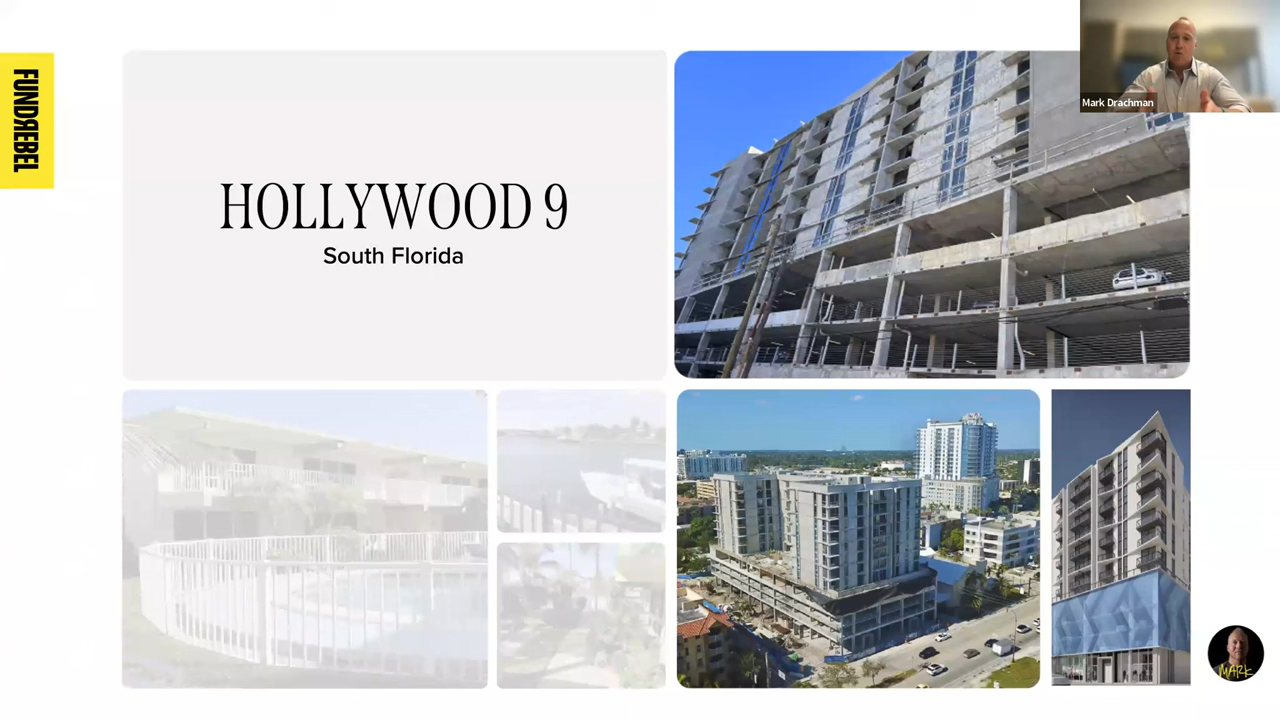 FUNDREBEL
HOLLYWOOD 9
South Florida
Mark Drachman
MARK